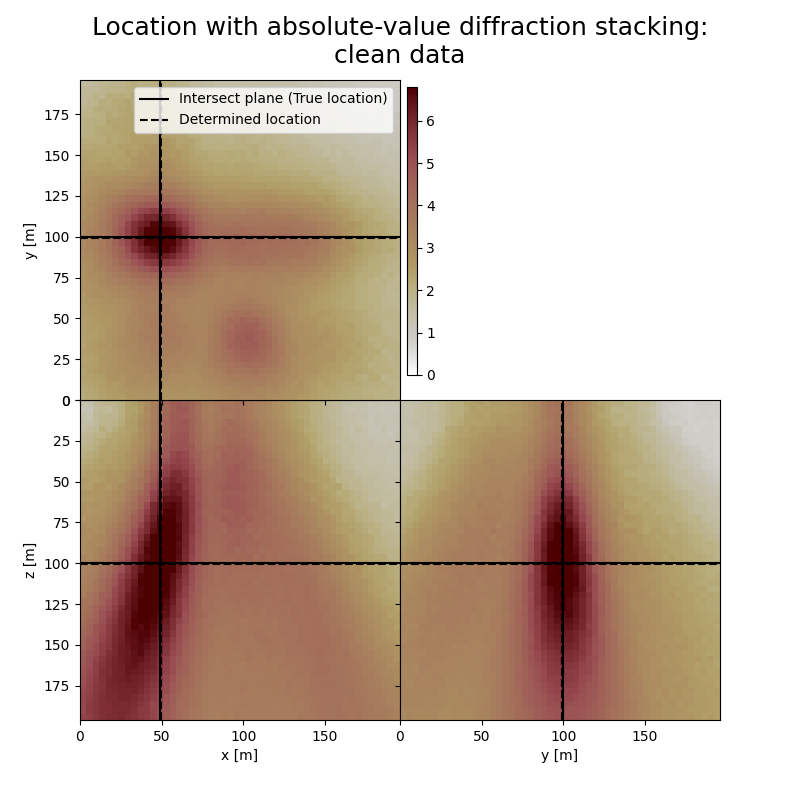 Location with absolute-value diffraction stacking:
clean data
Intersect plane (True location)
Determined location
175
150
125
100
75
50
25
0
y [m]
6
5
4
3
2
1
0
0
25
50
75
100
125
150
175
z [m]
0 50 100 150
x [m]
0 50 100 150
y [m]